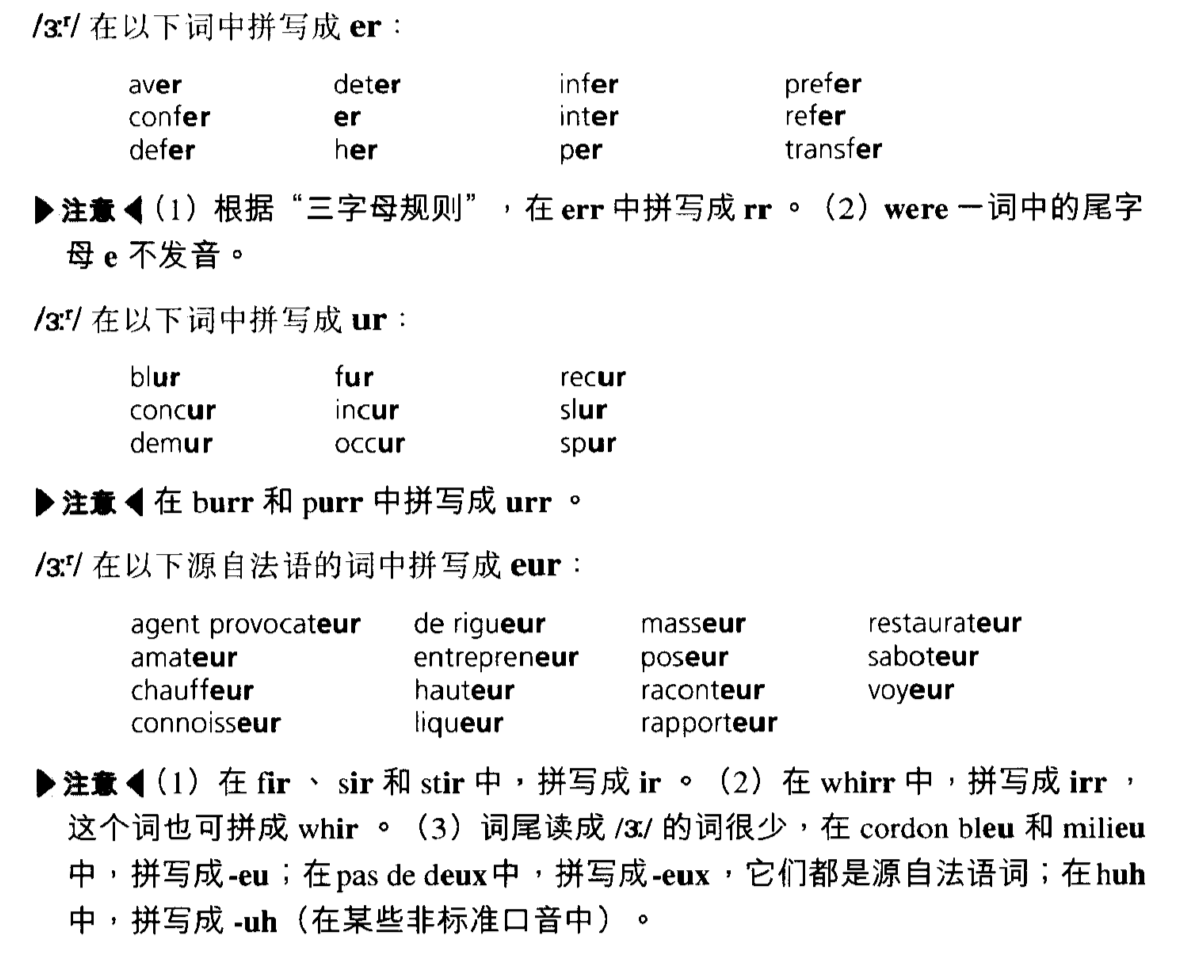 /ɜːʳ/ 在以下词中拼写成 er：
aver deter infer prefer
confer er inter refer
defer her per transfer
▶注意◀（1）根据“三字母规则”，在 err 中拼写成 rr。（2）were 一词中的尾字
母 e 不发音。
/ɜːʳ/ 在以下词中拼写成 ur：
blur fur recur
concur incur slur
demur occur spur
▶注意◀ 在 burr 和 purr 中拼写成 urr。
/ɜːʳ/ 在以下源自法语的词中拼写成 eur：
agent provocateur de rigueur masseur restaurateur
amateur entrepreneur poseur saboteur
chauffeur hauteur raconteur voyeur
connoisseur liqueur rapporteur
▶注意◀（1）在 fir、sir 和 stir 中，拼写成 ir。（2）在 whirr 中，拼写成 irr，
这个词也可拼成 whir。（3）词尾读成 /ɜː/ 的词很少，在 cordon bleu 和 milieu
中，拼写成-eu；在pas de deux中，拼写成-eux，它们都是源自法语词；在huh
中，拼写成 -uh（在某些非标准口音中）。